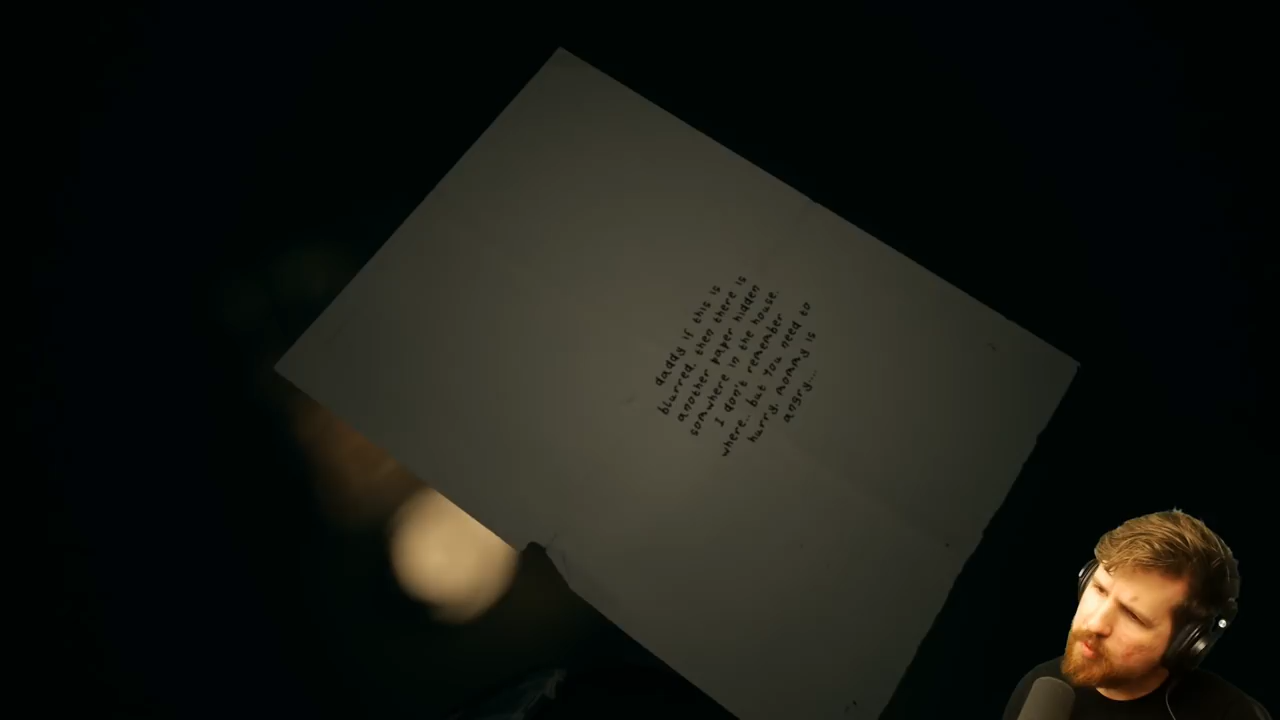 daddy if this is
blurred. then there is
another paper hidden
somwhere in the house.
I don't remember
where.. but you need to
hurry. mommy is
angry...